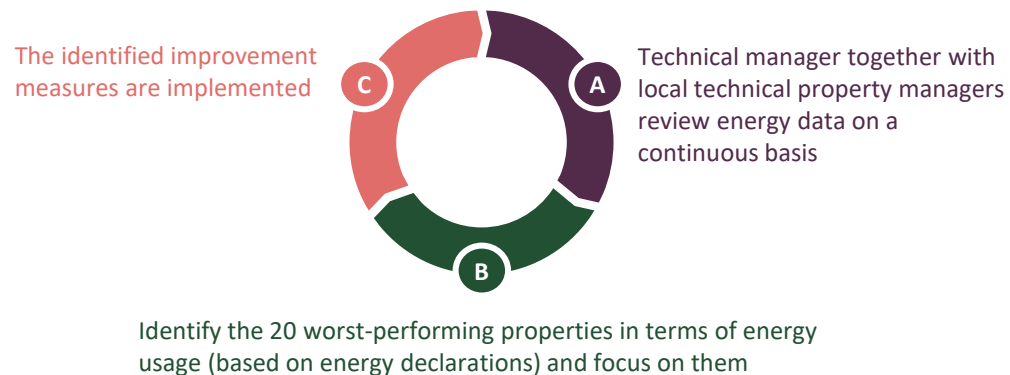 The identified improvement
measures are implemented
C
A
Technical manager together with
local technical property managers
review energy data on a
continuous basis
B
Identify the 20 worst-performing properties in terms of energy
usage (based on energy declarations) and focus on them